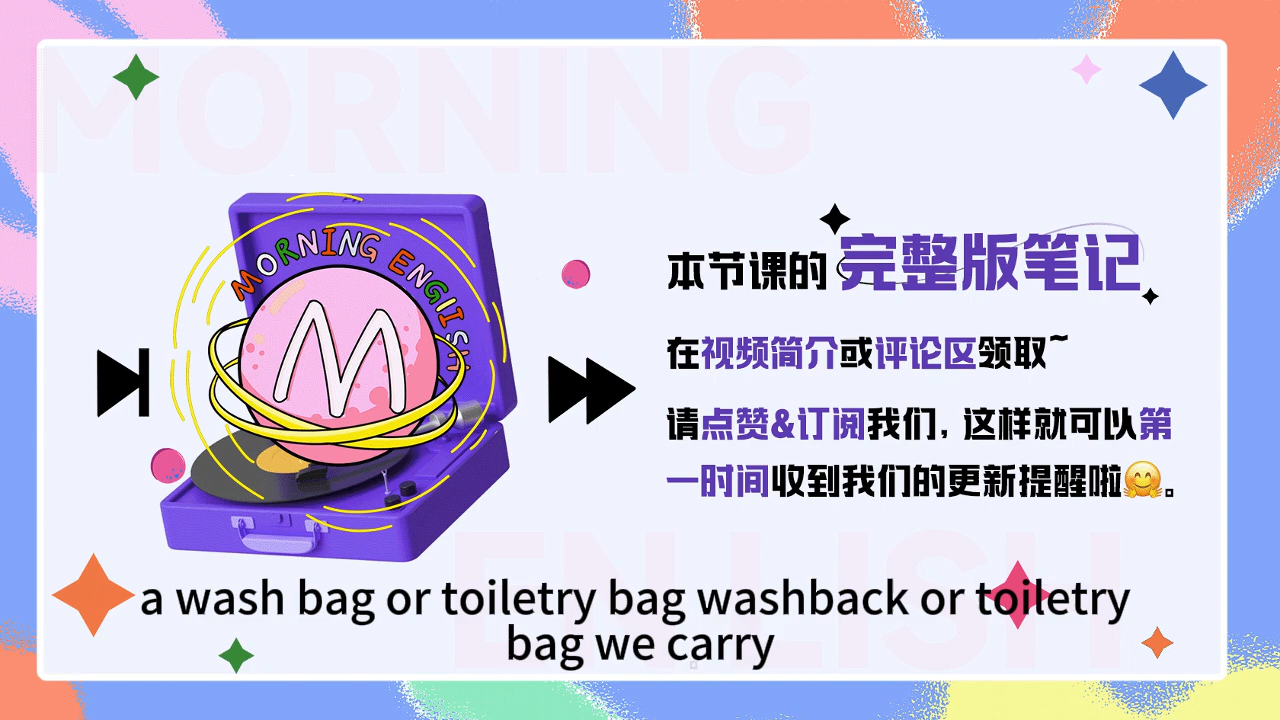 MORNING
MORNING ENGlISH
M
本节课的 完整版笔记
在视频简介或评论区领取~
请点赞&订阅我们, 这样就可以第
一时间收到我们的更新提醒啦🤗。
ENLISH
a wash bag or toiletry bag washback or toiletry
bag we carry